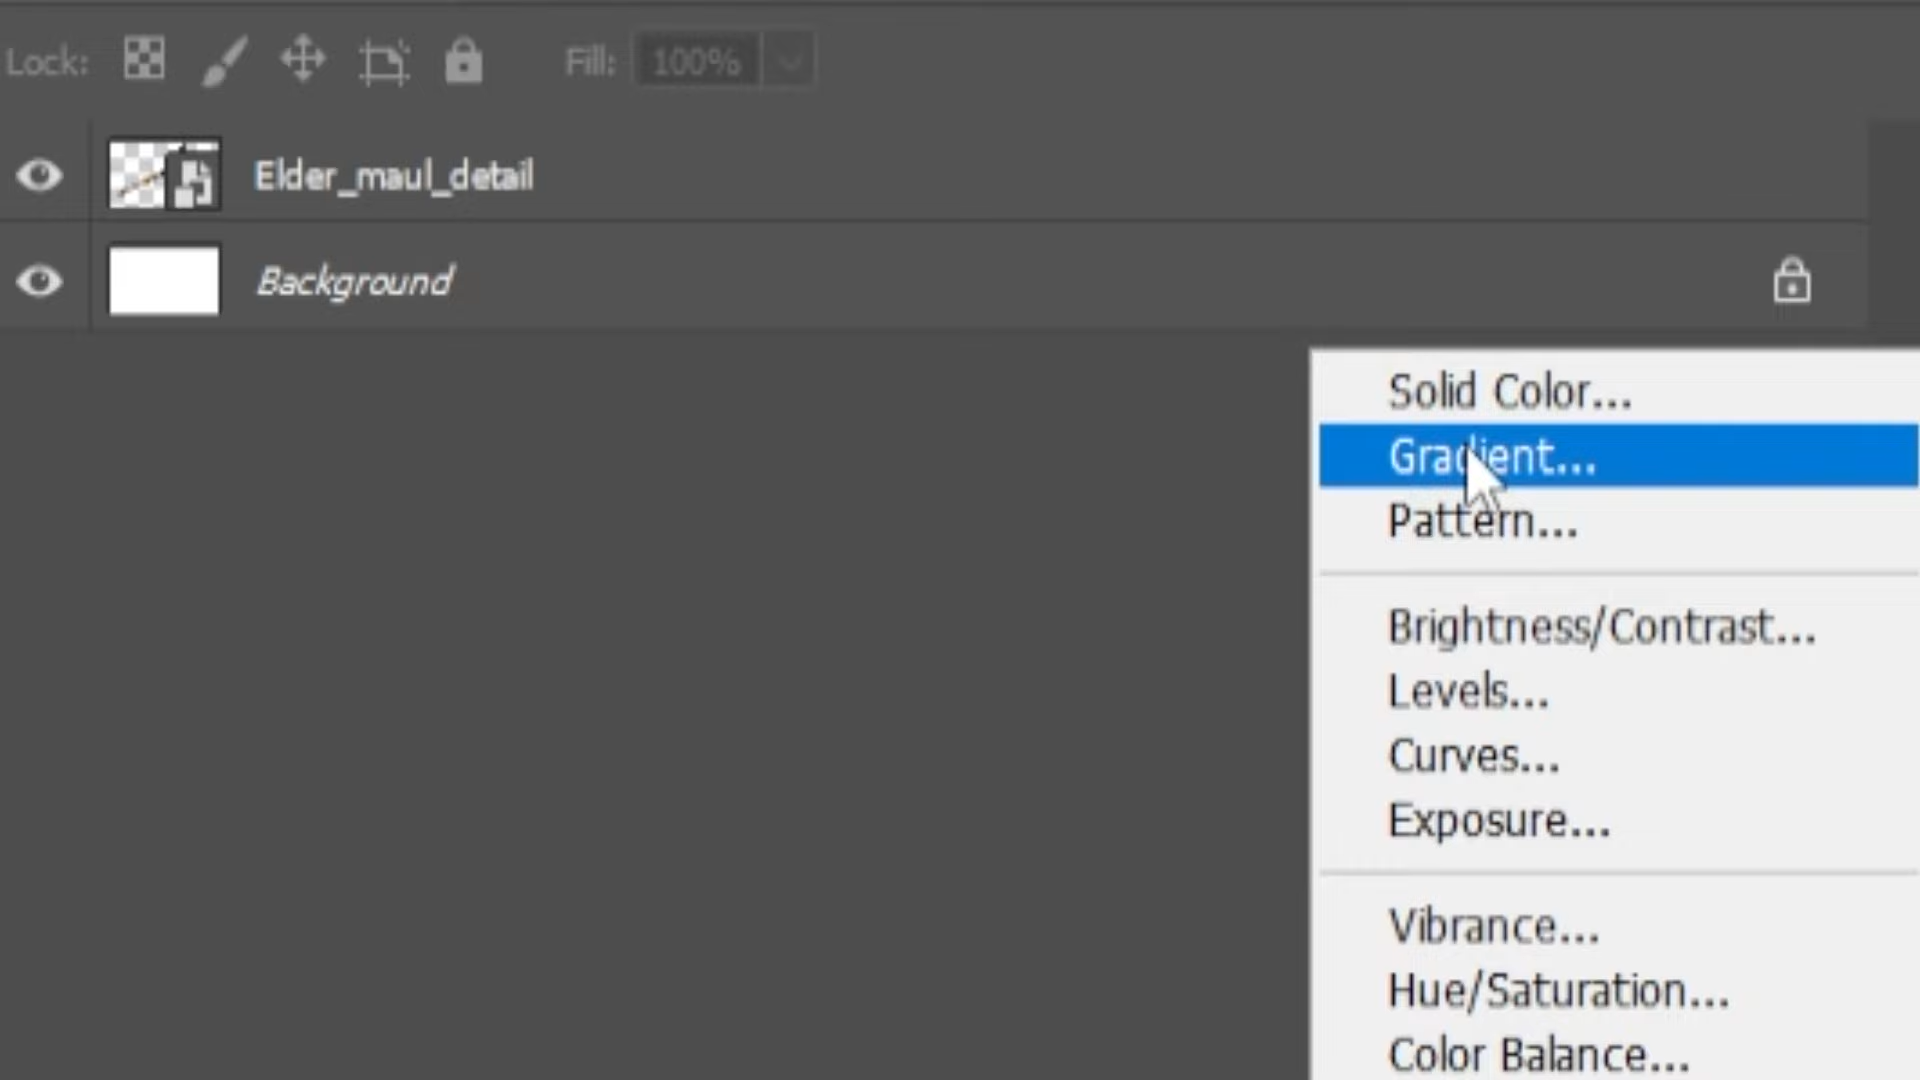 Lock:
Fill: 100%
Elder_maul_detail
Background
Solid Color...
Gradient...
Pattern...
Brightness/Contrast...
Levels...
Curves...
Exposure...
Vibrance...
Hue/Saturation...
Color Balance...